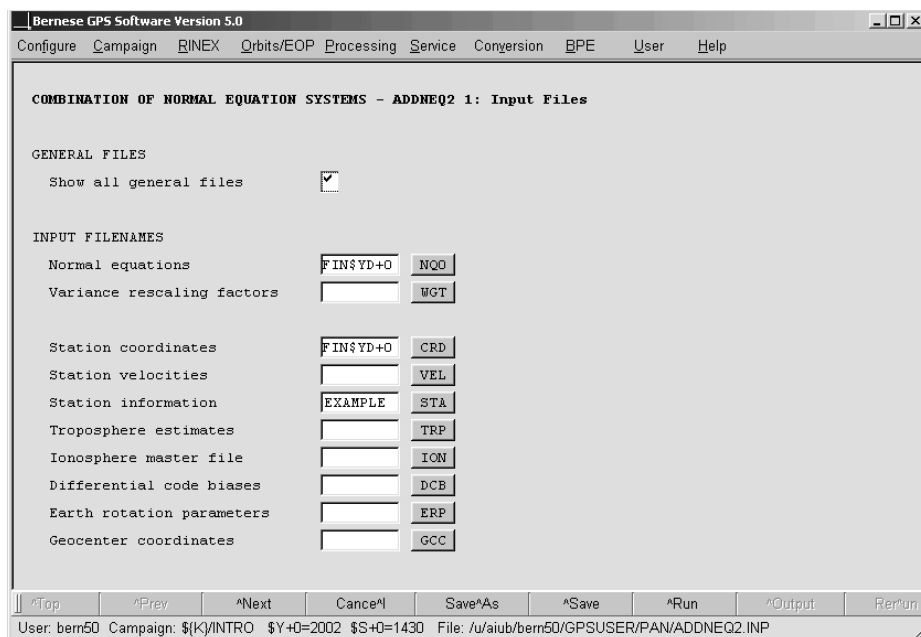 Bernese GPS Software Version 5.0
Configure Campaign RINEX Orbits/EOP Processing Service Conversion BPE User Help
COMBINATION OF NORMAL EQUATION SYSTEMS - ADDNEQ2 1: Input Files
GENERAL FILES
Show all general files
INPUT FILENAMES
Normal equations FIN$YD+0 NQ0
Variance rescaling factors WGT
Station coordinates FIN$YD+0 CRD
Station velocities VEL
Station information EXAMPLE STA
Troposphere estimates TRP
Ionosphere master file ION
Differential code biases DCB
Earth rotation parameters ERP
Geocenter coordinates GCC
^Top ^Prev ^Next Cance^l Save^As ^Save ^Run ^Output Rer^un
User: bern50 Campaign: ${K}/INTRO $Y+0=2002 $S+0=1430 File: /u/aiub/bern50/GPSUSER/PAN/ADDNEQ2.INP